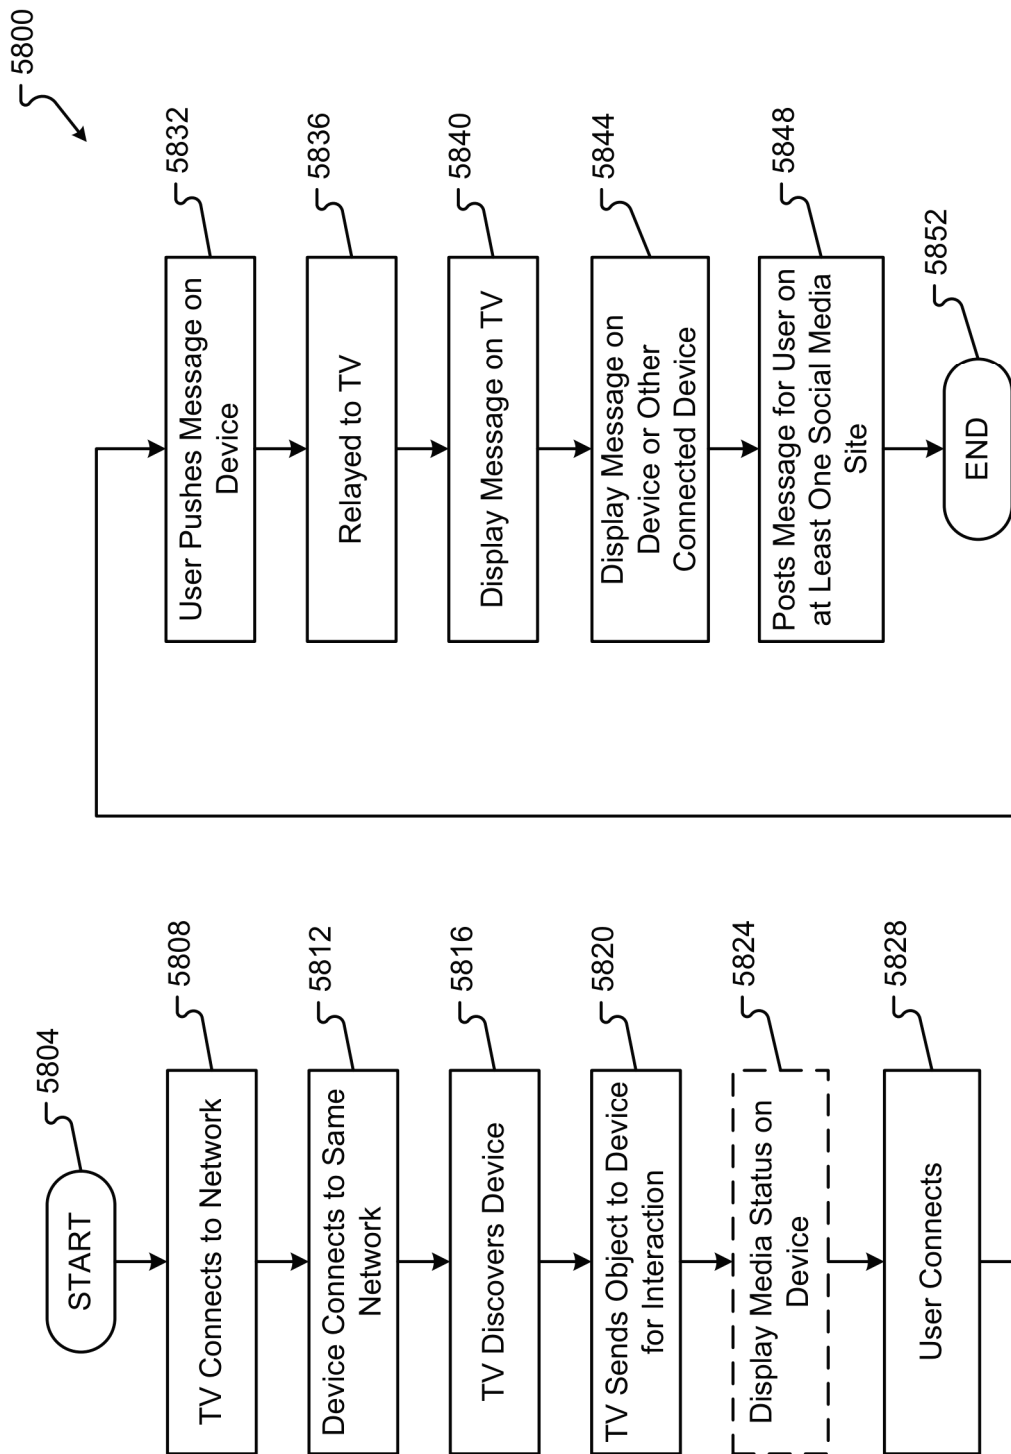 5800
START
5804
TV Connects to Network
5808
Device Connects to Same
Network
5812
TV Discovers Device
5816
TV Sends Object to Device
for Interaction
5820
Display Media Status on
Device
5824
User Connects
5828
User Pushes Message on
Device
5832
Relayed to TV
5836
Display Message on TV
5840
Display Message on
Device or Other
Connected Device
5844
Posts Message for User on
at Least One Social Media
Site
5848
END
5852